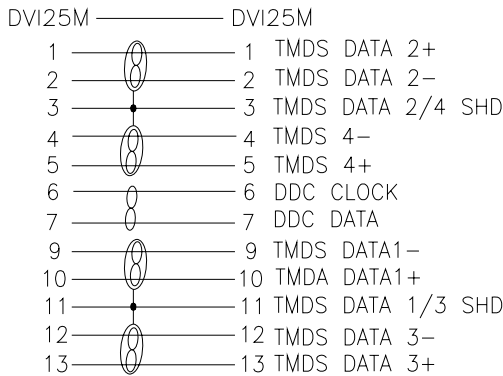 DVI25M DVI25M
1 1 TMDS DATA 2+
2 2 TMDS DATA 2-
3 3 TMDS DATA 2/4 SHD
4 4 TMDS 4-
5 5 TMDS 4+
6 6 DDC CLOCK
7 7 DDC DATA
9 9 TMDS DATA1-
10 10 TMDA DATA1+
11 11 TMDS DATA 1/3 SHD
12 12 TMDS DATA 3-
13 13 TMDS DATA 3+